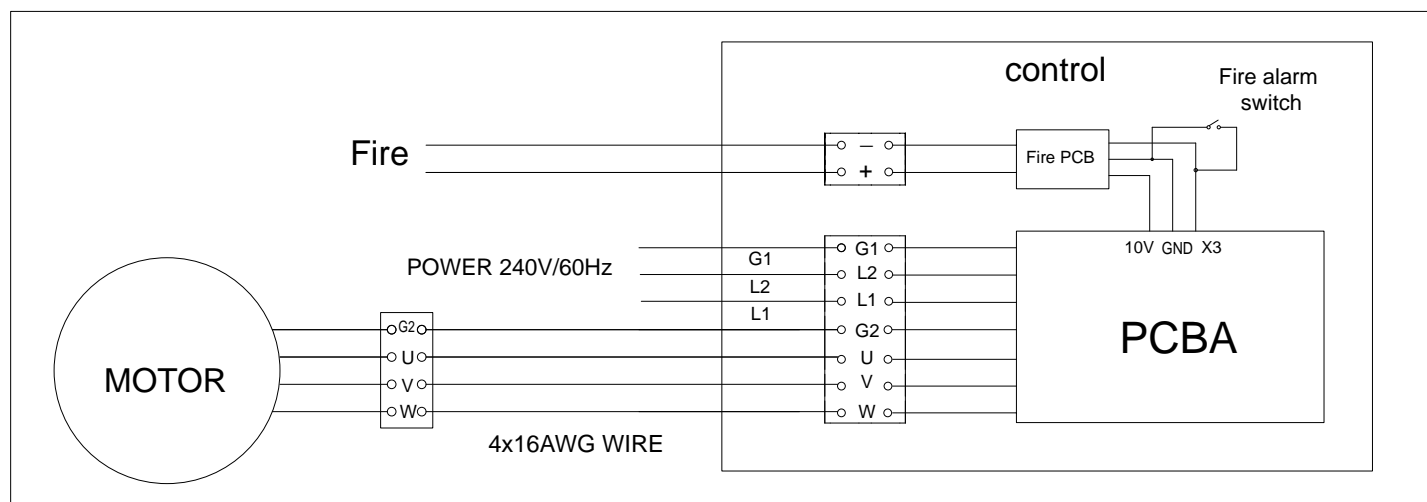 control
Fire alarm
switch
Fire
−
+
Fire PCB
10V GND X3
POWER 240V/60Hz
G1
L2
L1
G1
L2
L1
G2
U
V
W
PCBA
MOTOR
G2
U
V
W
4x16AWG WIRE